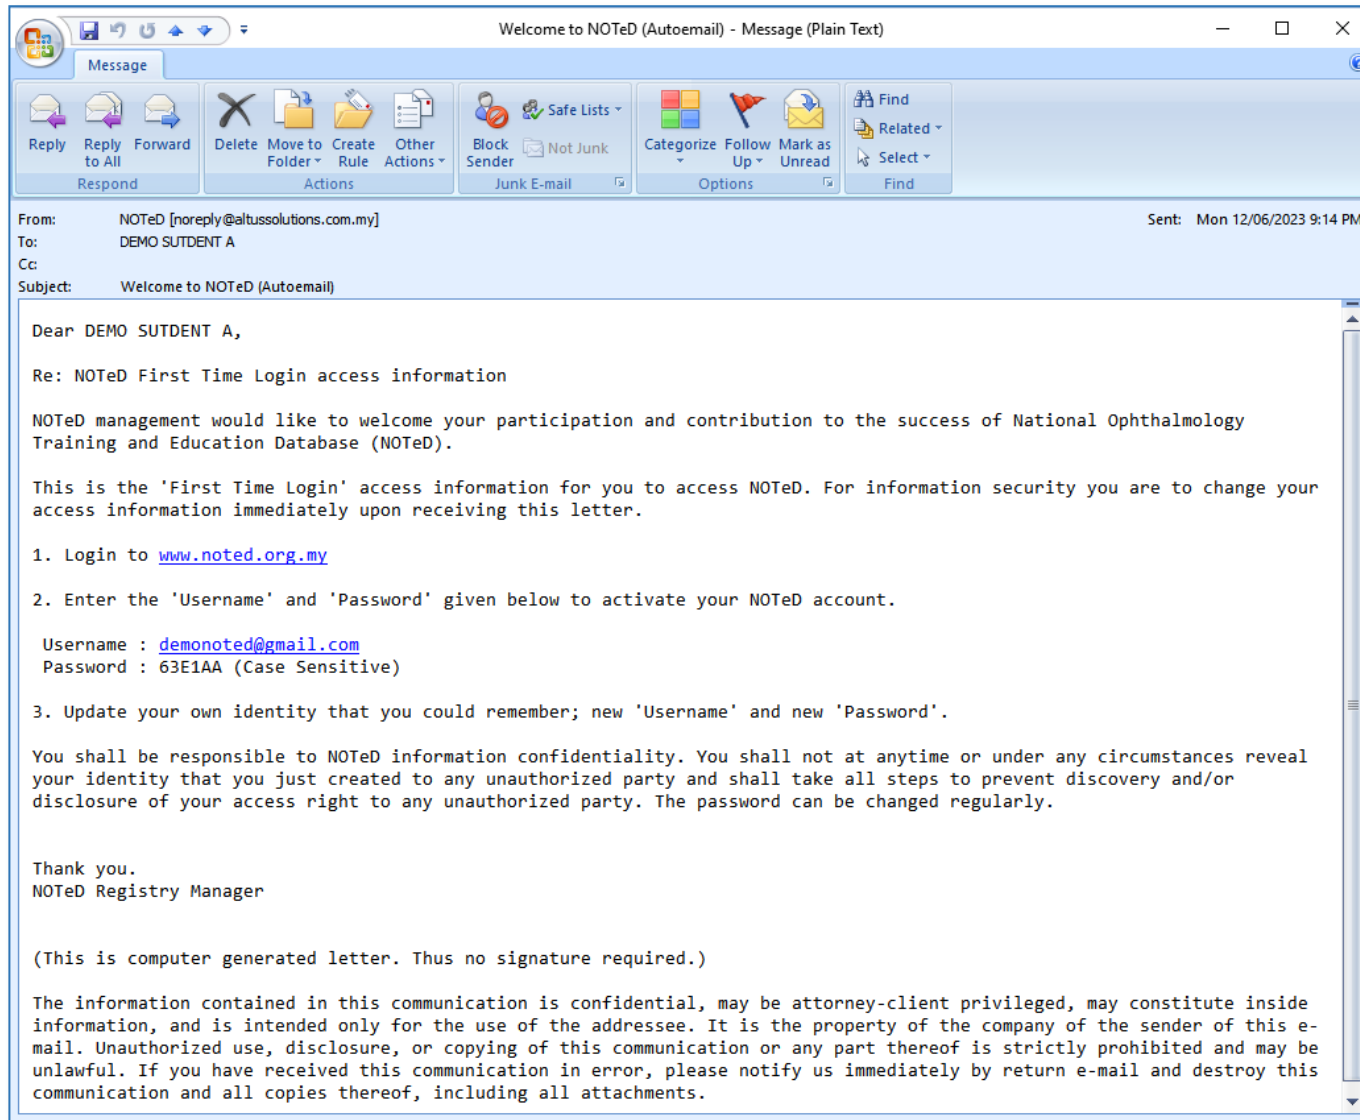 Welcome to NOTeD (Autoemail) - Message (Plain Text)
Message
Reply
Reply to All
Forward
Delete
Move to Folder
Create Rule
Other Actions
Block Sender
Safe Lists
Not Junk
Categorize
Follow Up
Mark as Unread
Find
Related
Select
Respond
Actions
Junk E-mail
Options
Find
From: NOTeD [noreply@altussolutions.com.my]
Sent: Mon 12/06/2023 9:14 PM
To: DEMO SUTDENT A
Cc:
Subject: Welcome to NOTeD (Autoemail)
Dear DEMO SUTDENT A,
Re: NOTeD First Time Login access information
NOTeD management would like to welcome your participation and contribution to the success of National Ophthalmology
Training and Education Database (NOTeD).
This is the 'First Time Login' access information for you to access NOTeD. For information security you are to change your
access information immediately upon receiving this letter.
1. Login to www.noted.org.my
2. Enter the 'Username' and 'Password' given below to activate your NOTeD account.
Username : demonoted@gmail.com
Password : 63E1AA (Case Sensitive)
3. Update your own identity that you could remember; new 'Username' and new 'Password'.
You shall be responsible to NOTeD information confidentiality. You shall not at anytime or under any circumstances reveal
your identity that you just created to any unauthorized party and shall take all steps to prevent discovery and/or
disclosure of your access right to any unauthorized party. The password can be changed regularly.
Thank you.
NOTeD Registry Manager
(This is computer generated letter. Thus no signature required.)
The information contained in this communication is confidential, may be attorney-client privileged, may constitute inside
information, and is intended only for the use of the addressee. It is the property of the company of the sender of this e-
mail. Unauthorized use, disclosure, or copying of this communication or any part thereof is strictly prohibited and may be
unlawful. If you have received this communication in error, please notify us immediately by return e-mail and destroy this
communication and all copies thereof, including all attachments.